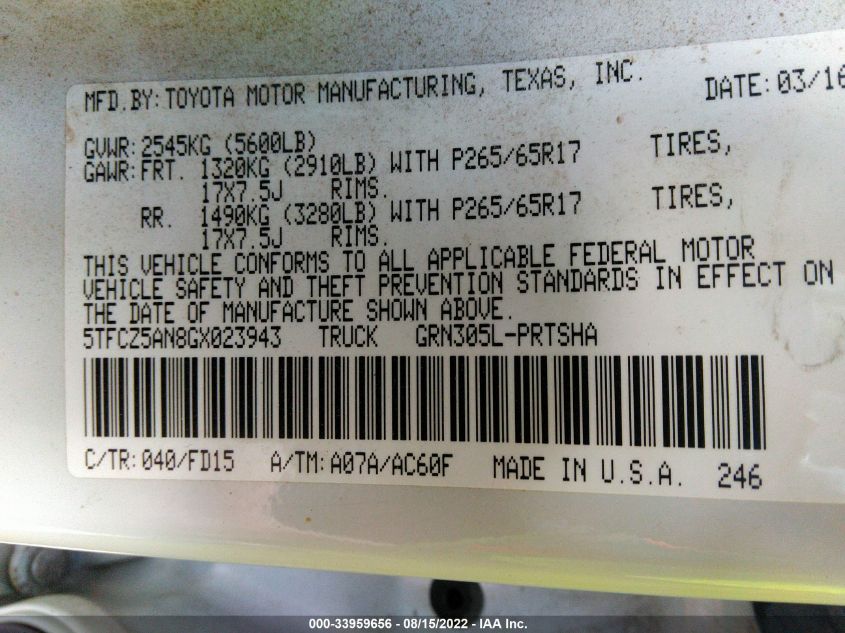 MFD.BY: TOYOTA MOTOR MANUFACTURING, TEXAS, INC. DATE: 03/16
GVWR: 2545KG (5600LB)
GAWR: FRT. 1320KG (2910LB) WITH P265/65R17 TIRES,
17X7.5J RIMS.
RR. 1490KG (3280LB) WITH P265/65R17 TIRES,
17X7.5J RIMS.
THIS VEHICLE CONFORMS TO ALL APPLICABLE FEDERAL MOTOR
VEHICLE SAFETY AND THEFT PREVENTION STANDARDS IN EFFECT ON
THE DATE OF MANUFACTURE SHOWN ABOVE.
5TFCZ5AN8GX023943 TRUCK GRN305L-PRTSHA
C/TR: 040/FD15 A/TM: A07A/AC60F MADE IN U.S.A. 246
000-33959656 - 08/15/2022 - IAA Inc.